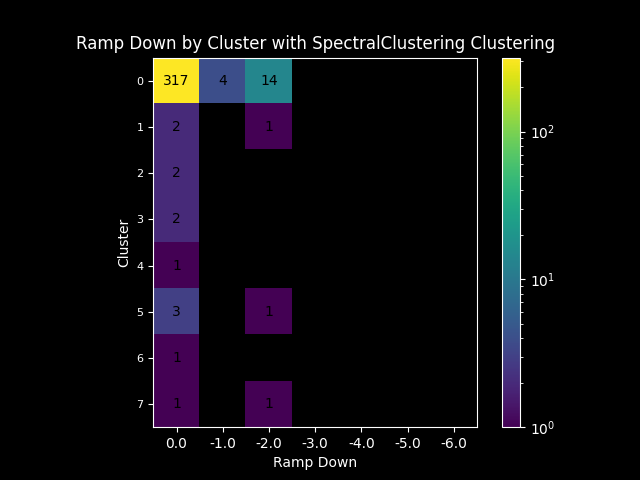 Ramp Down by Cluster with SpectralClustering Clustering
0 317 4 14
1 2 1
2 2
3 2
4 1
5 3 1
6 1
7 1 1
Cluster
0.0 -1.0 -2.0 -3.0 -4.0 -5.0 -6.0
Ramp Down
10²
10¹
10⁰